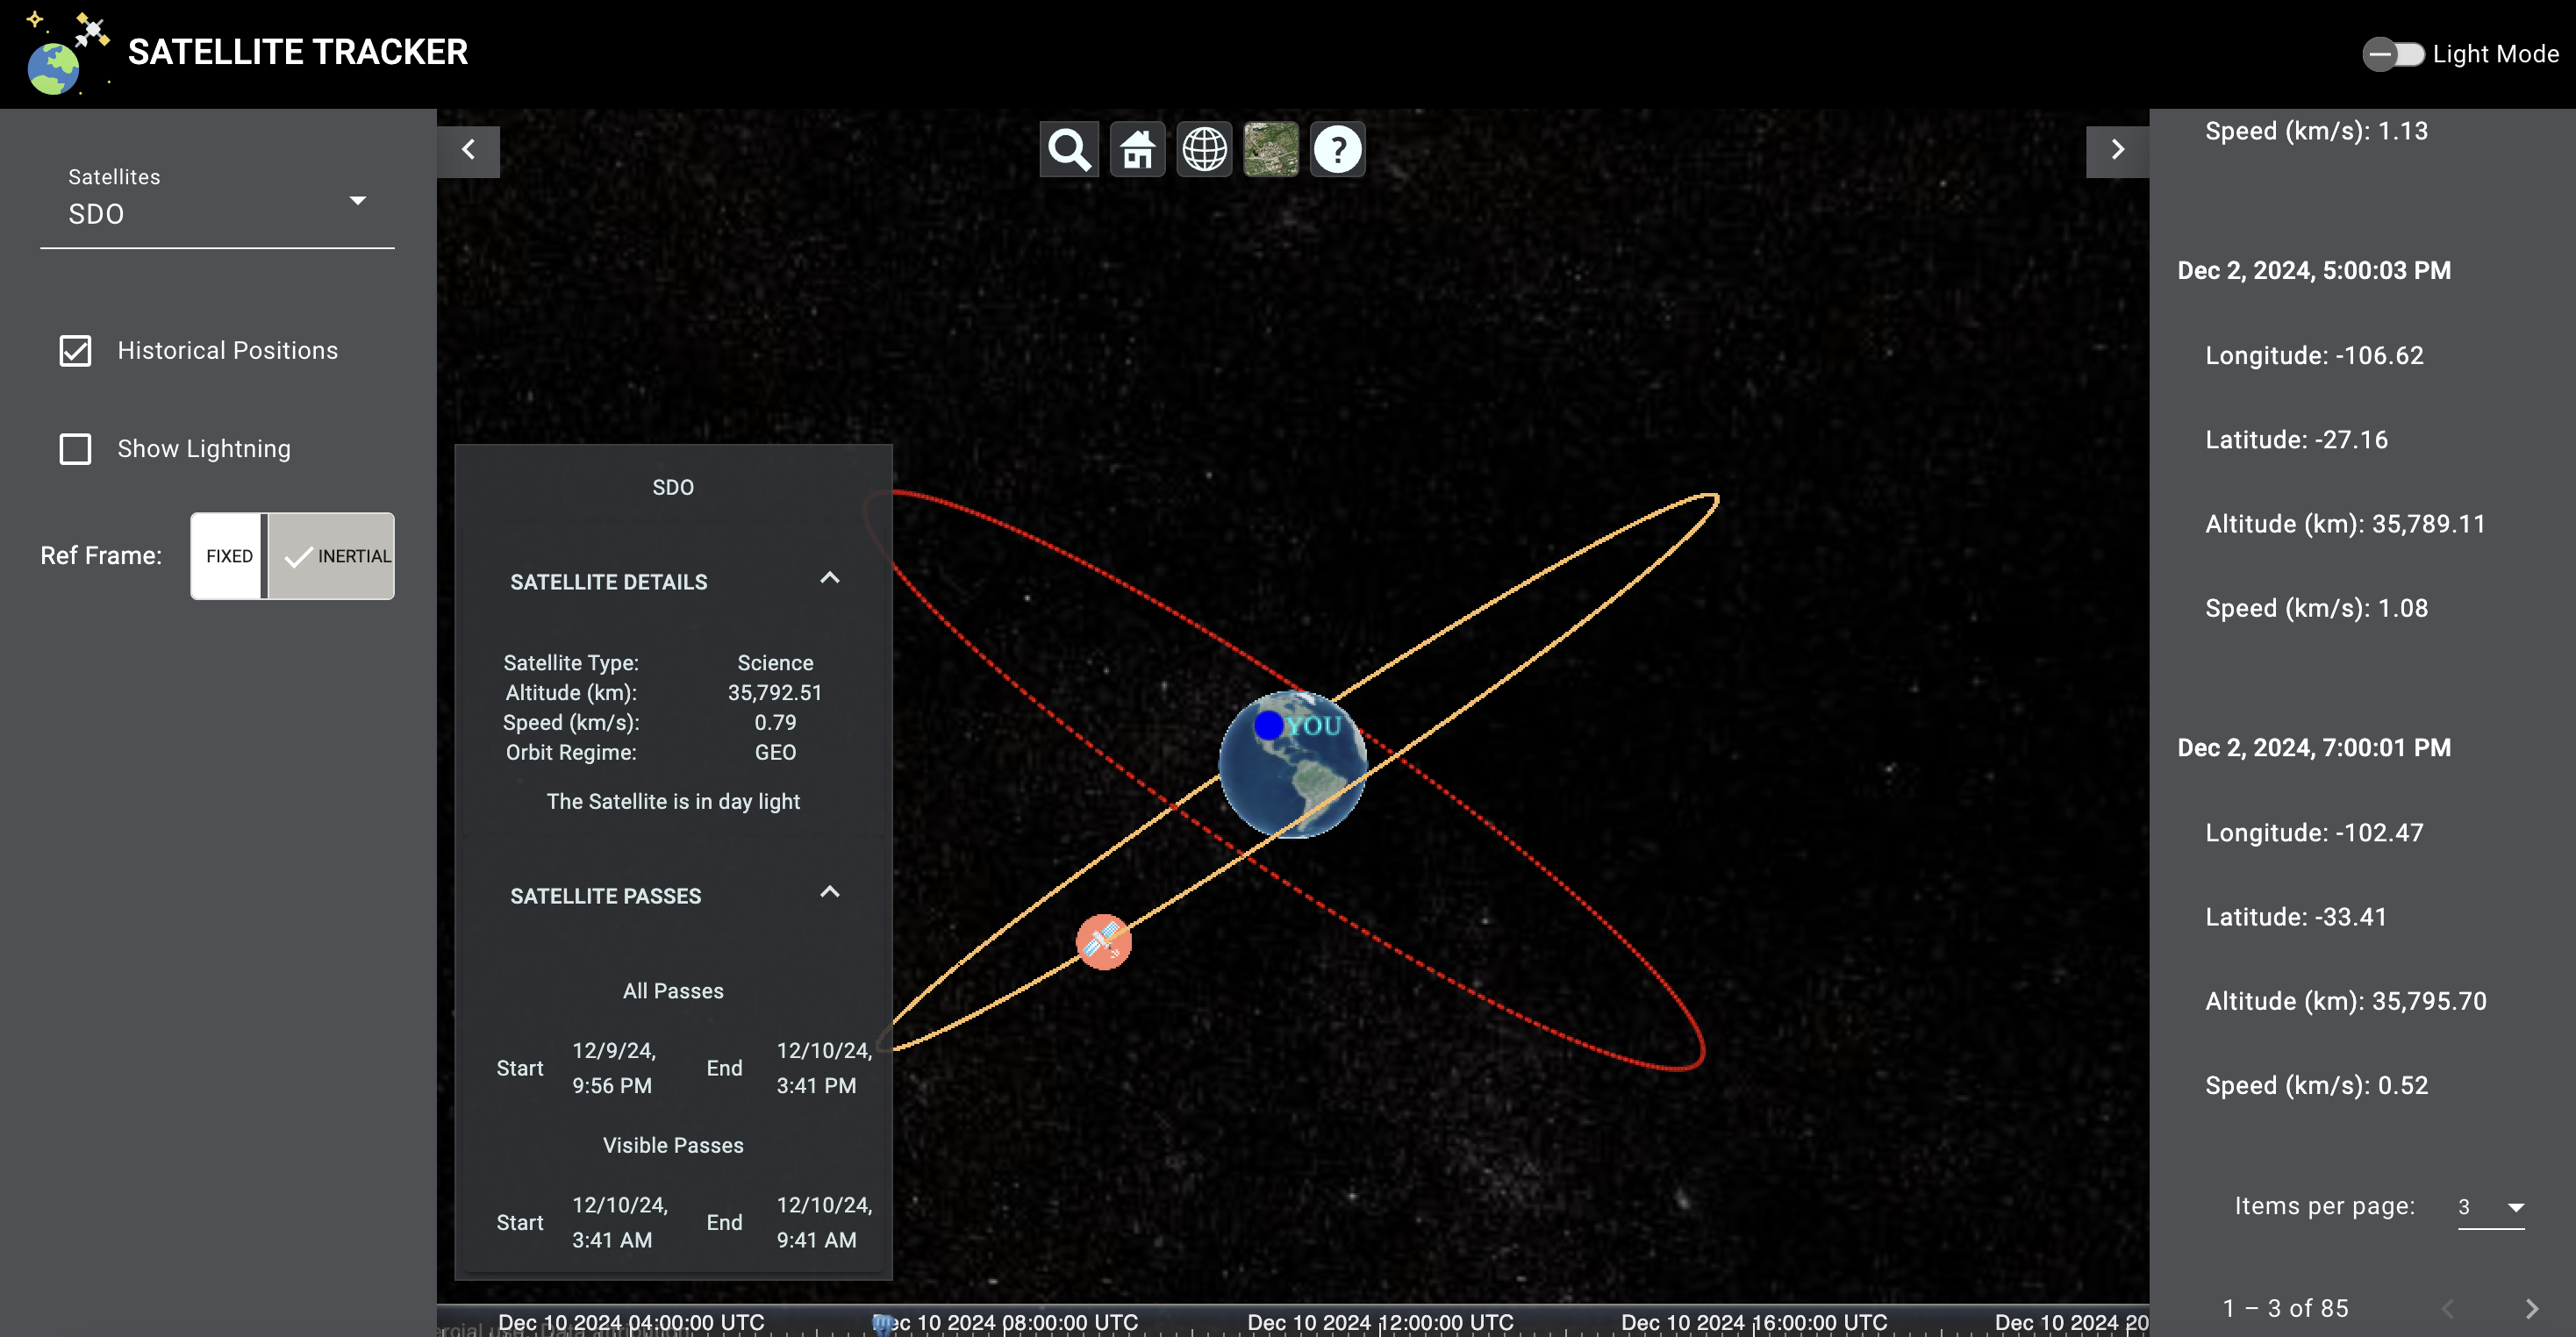 SATELLITE TRACKER
Light Mode
Satellites
SDO
Historical Positions
Show Lightning
Ref Frame:
FIXED
INERTIAL
?
YOU
SDO
SATELLITE DETAILS
Satellite Type: Science
Altitude (km): 35,792.51
Speed (km/s): 0.79
Orbit Regime: GEO
The Satellite is in day light
SATELLITE PASSES
All Passes
Start 12/9/24, 9:56 PM End 12/10/24, 3:41 PM
Visible Passes
Start 12/10/24, 3:41 AM End 12/10/24, 9:41 AM
Dec 10 2024 04:00:00 UTC
Dec 10 2024 08:00:00 UTC
Dec 10 2024 12:00:00 UTC
Dec 10 2024 16:00:00 UTC
Dec 10 2024 20
Speed (km/s): 1.13
Dec 2, 2024, 5:00:03 PM
Longitude: -106.62
Latitude: -27.16
Altitude (km): 35,789.11
Speed (km/s): 1.08
Dec 2, 2024, 7:00:01 PM
Longitude: -102.47
Latitude: -33.41
Altitude (km): 35,795.70
Speed (km/s): 0.52
Items per page: 3
1 – 3 of 85